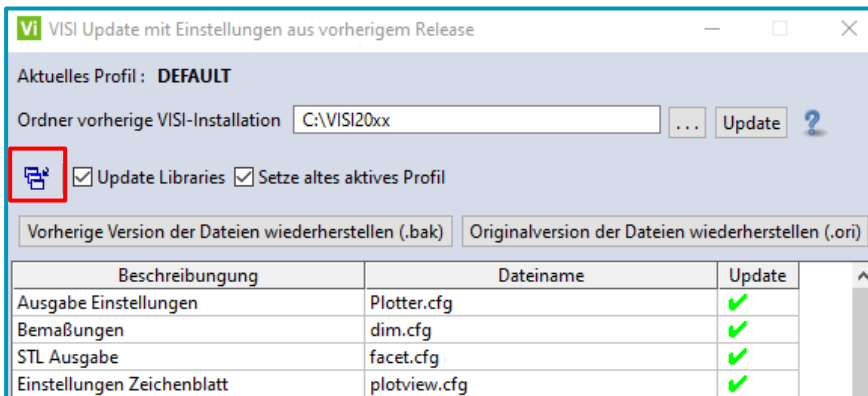 Vi VISI Update mit Einstellungen aus vorherigem Release
Aktuelles Profil : DEFAULT
Ordner vorherige VISI-Installation C:\VISI20xx ... Update ?
Update Libraries Setze altes aktives Profil
Vorherige Version der Dateien wiederherstellen (.bak) Originalversion der Dateien wiederherstellen (.ori)
Beschreibungung Dateiname Update
Ausgabe Einstellungen Plotter.cfg
Bemaßungen dim.cfg
STL Ausgabe facet.cfg
Einstellungen Zeichenblatt plotview.cfg